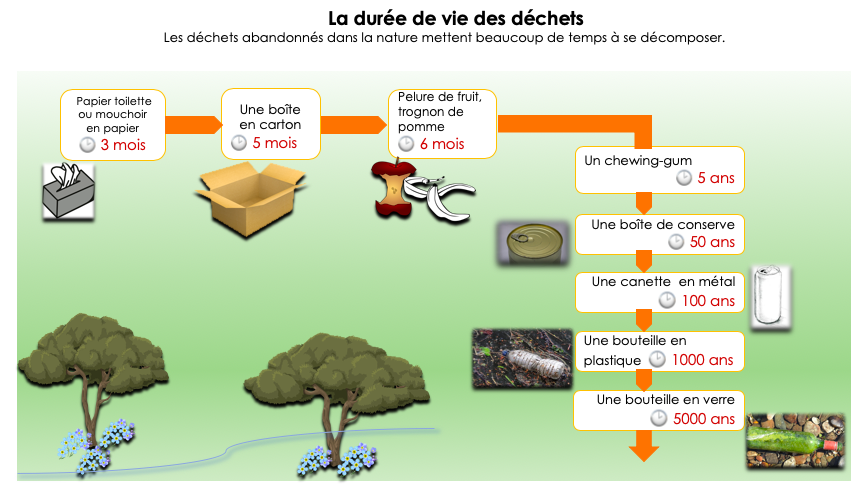 La durée de vie des déchets
Les déchets abandonnés dans la nature mettent beaucoup de temps à se décomposer.
Papier toilette
ou mouchoir
en papier
3 mois
Une boîte
en carton
5 mois
Pelure de fruit,
trognon de
pomme
6 mois
Un chewing-gum
5 ans
Une boîte de conserve
50 ans
Une canette en métal
100 ans
Une bouteille en
plastique 1000 ans
Une bouteille en verre
5000 ans